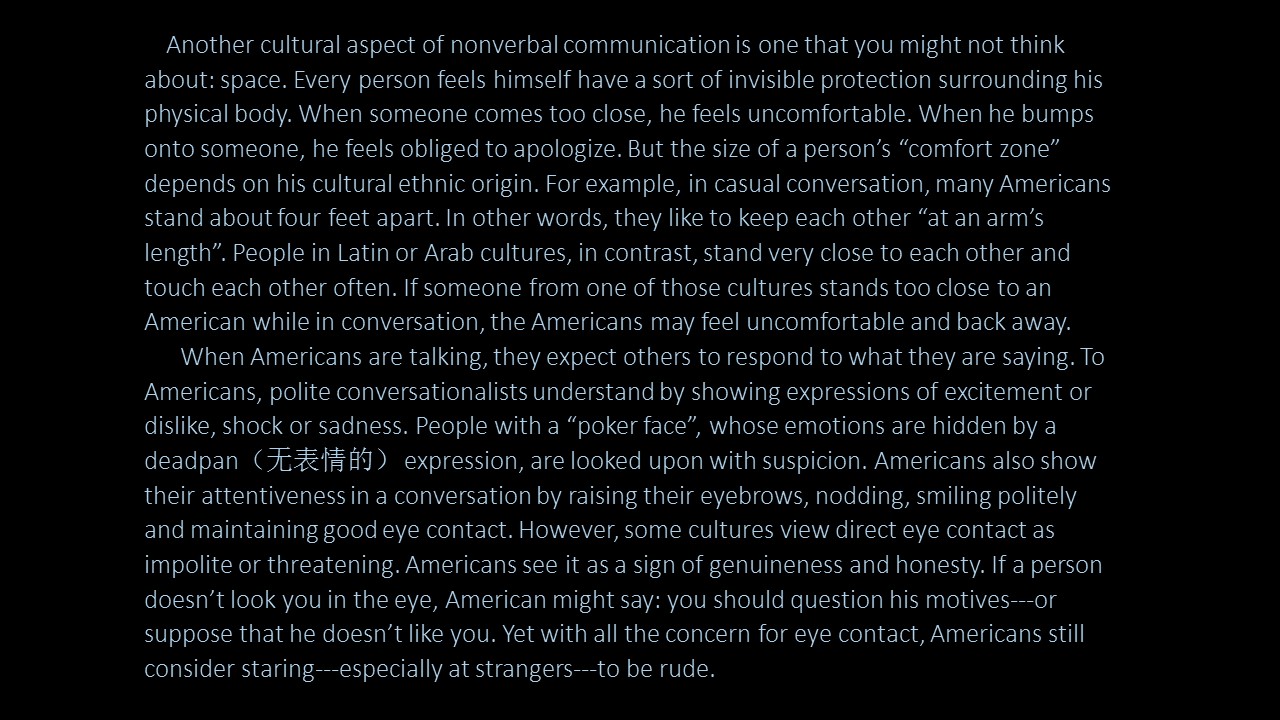 Another cultural aspect of nonverbal communication is one that you might not think
about: space. Every person feels himself have a sort of invisible protection surrounding his
physical body. When someone comes too close, he feels uncomfortable. When he bumps
onto someone, he feels obliged to apologize. But the size of a person’s “comfort zone”
depends on his cultural ethnic origin. For example, in casual conversation, many Americans
stand about four feet apart. In other words, they like to keep each other “at an arm’s
length”. People in Latin or Arab cultures, in contrast, stand very close to each other and
touch each other often. If someone from one of those cultures stands too close to an
American while in conversation, the Americans may feel uncomfortable and back away.
When Americans are talking, they expect others to respond to what they are saying. To
Americans, polite conversationalists understand by showing expressions of excitement or
dislike, shock or sadness. People with a “poker face”, whose emotions are hidden by a
deadpan（无表情的） expression, are looked upon with suspicion. Americans also show
their attentiveness in a conversation by raising their eyebrows, nodding, smiling politely
and maintaining good eye contact. However, some cultures view direct eye contact as
impolite or threatening. Americans see it as a sign of genuineness and honesty. If a person
doesn’t look you in the eye, American might say: you should question his motives---or
suppose that he doesn’t like you. Yet with all the concern for eye contact, Americans still
consider staring---especially at strangers---to be rude.